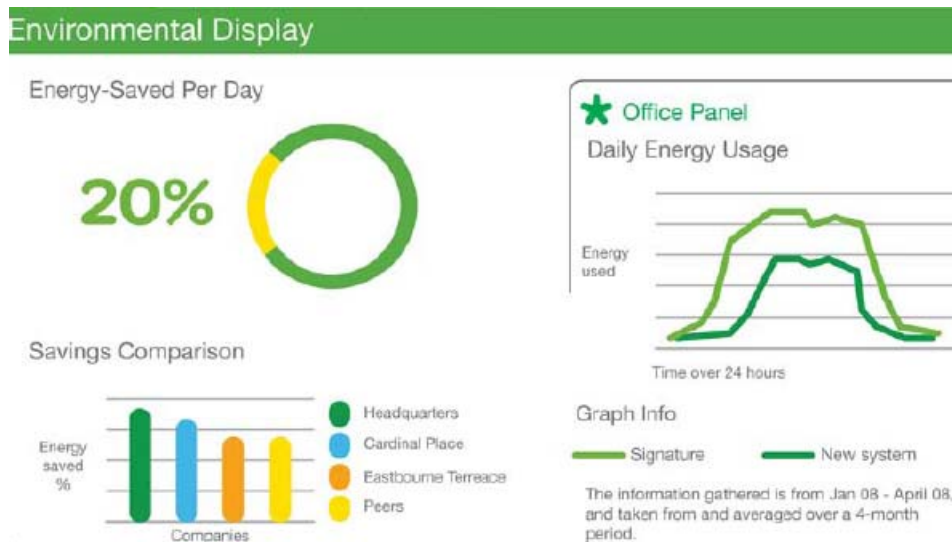 Environmental Display
Energy-Saved Per Day
20%
Savings Comparison
Energy
saved
%
Headquarters
Cardinal Place
Eastbourne Terreace
Peers
Companies
Office Panel
Daily Energy Usage
Energy
used
Time over 24 hours
Graph Info
Signature
New system
The information gathered is from Jan 08 - April 08,
and taken from and averaged over a 4-month
period.